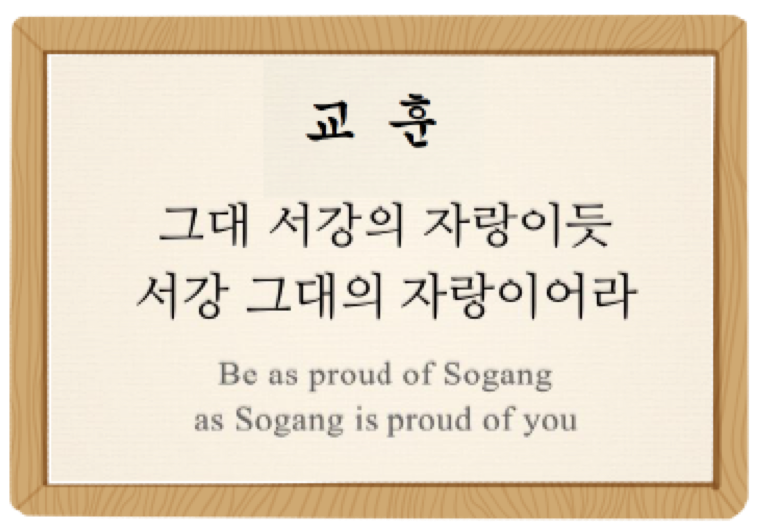 교 훈
그대 서강의 자랑이듯
서강 그대의 자랑이어라
Be as proud of Sogang
as Sogang is proud of you